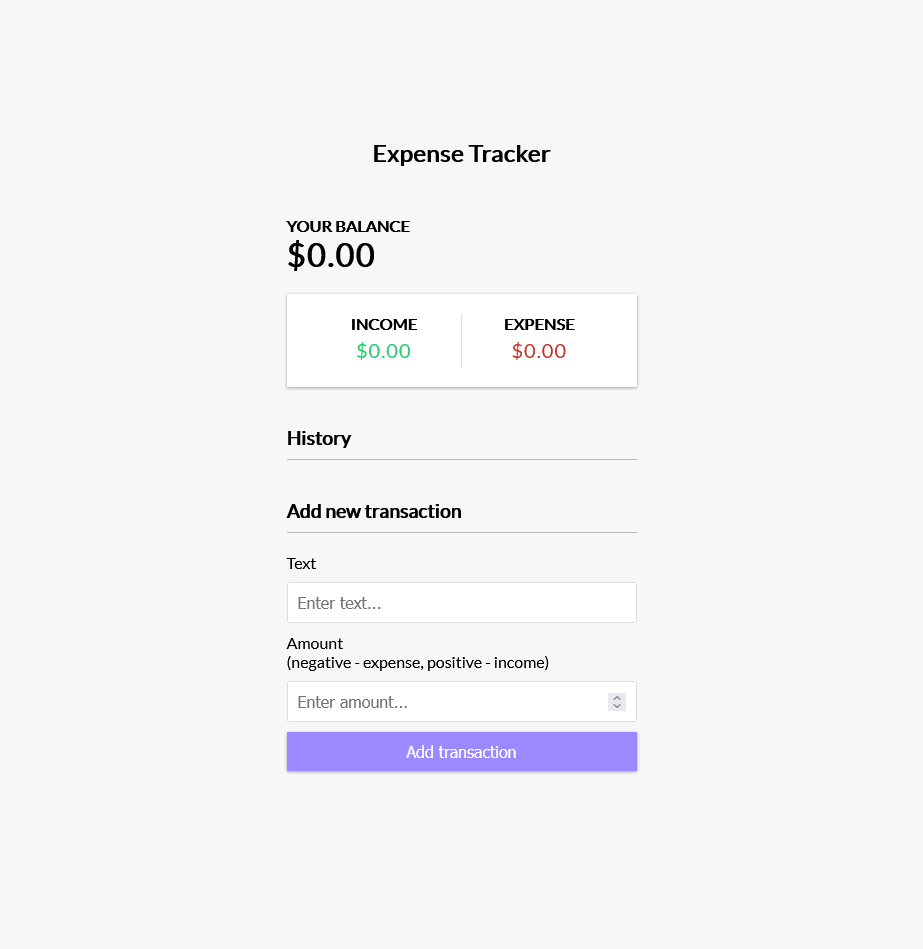 Expense Tracker
YOUR BALANCE
$0.00
INCOME
$0.00
EXPENSE
$0.00
History
Add new transaction
Text
Enter text...
Amount
(negative - expense, positive - income)
Enter amount...
Add transaction